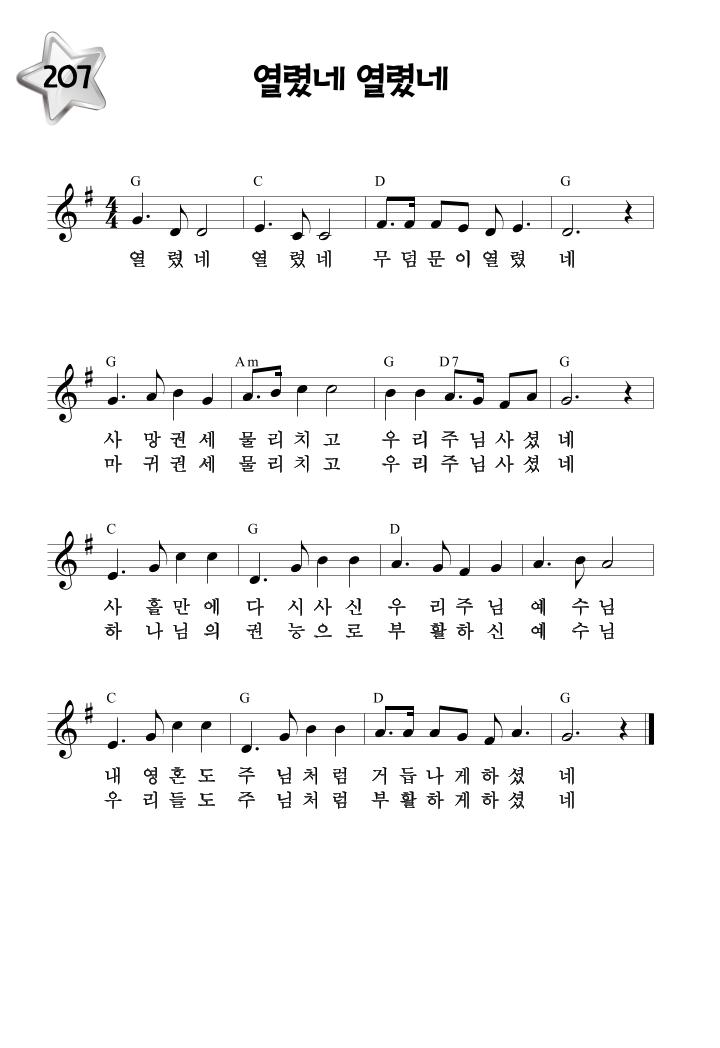 207
열렸네 열렸네
G C D G
4
4
열 렸 네 열 렸 네 무 덤 문 이 열 렸 네
G Am G D7 G
사 망 권 세 물 리 치 고 우 리 주 님 사 셨 네
마 귀 권 세 물 리 치 고 우 리 주 님 사 셨 네
C G D
사 흘 만 에 다 시 사 신 우 리 주 님 예 수 님
하 나 님 의 권 능 으 로 부 활 하 신 예 수 님
C G D G
내 영 혼 도 주 님 처 럼 거 듭 나 게 하 셨 네
우 리 들 도 주 님 처 럼 부 활 하 게 하 셨 네